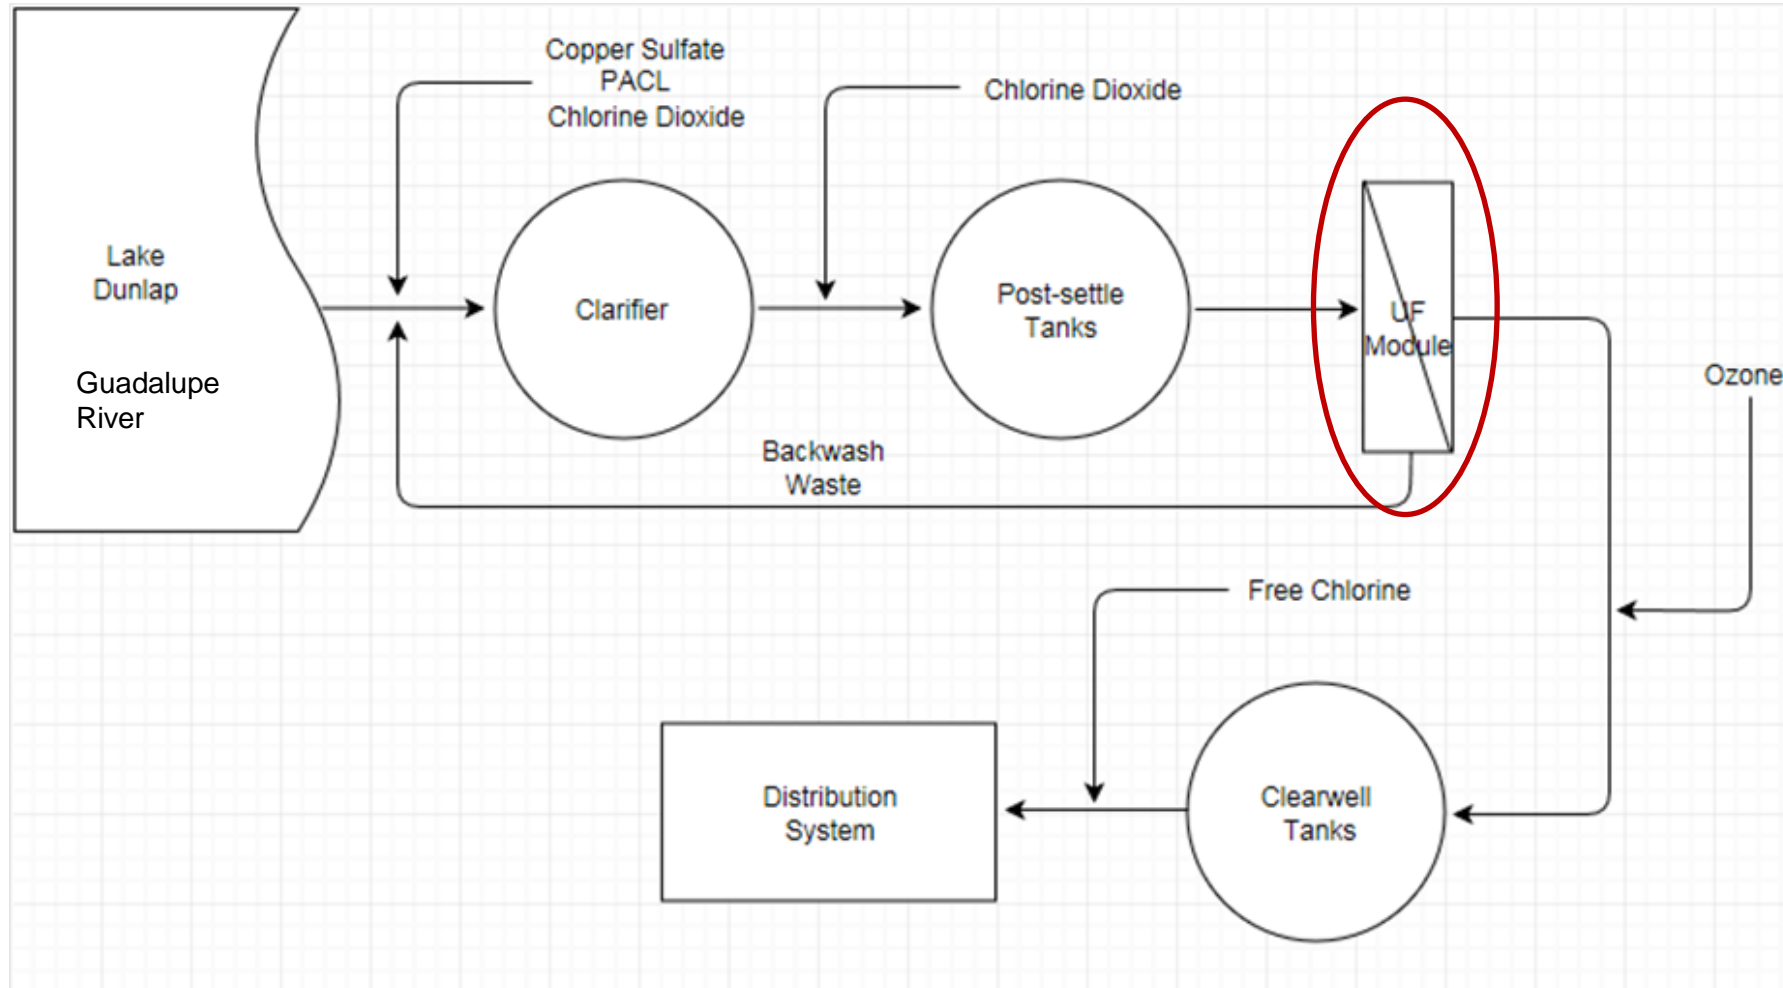 Copper Sulfate
PACL
Chlorine Dioxide
Chlorine Dioxide
Lake
Dunlap
Guadalupe
River
Clarifier
Post-settle
Tanks
UF
Module
Ozone
Backwash
Waste
Free Chlorine
Distribution
System
Clearwell
Tanks